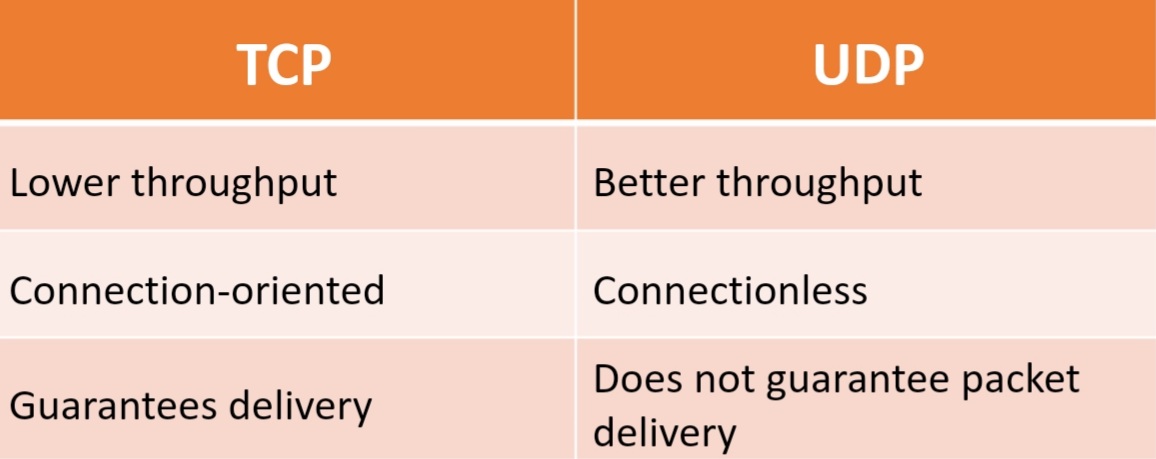 TCP
UDP
Lower throughput
Better throughput
Connection-oriented
Connectionless
Guarantees delivery
Does not guarantee packet
delivery